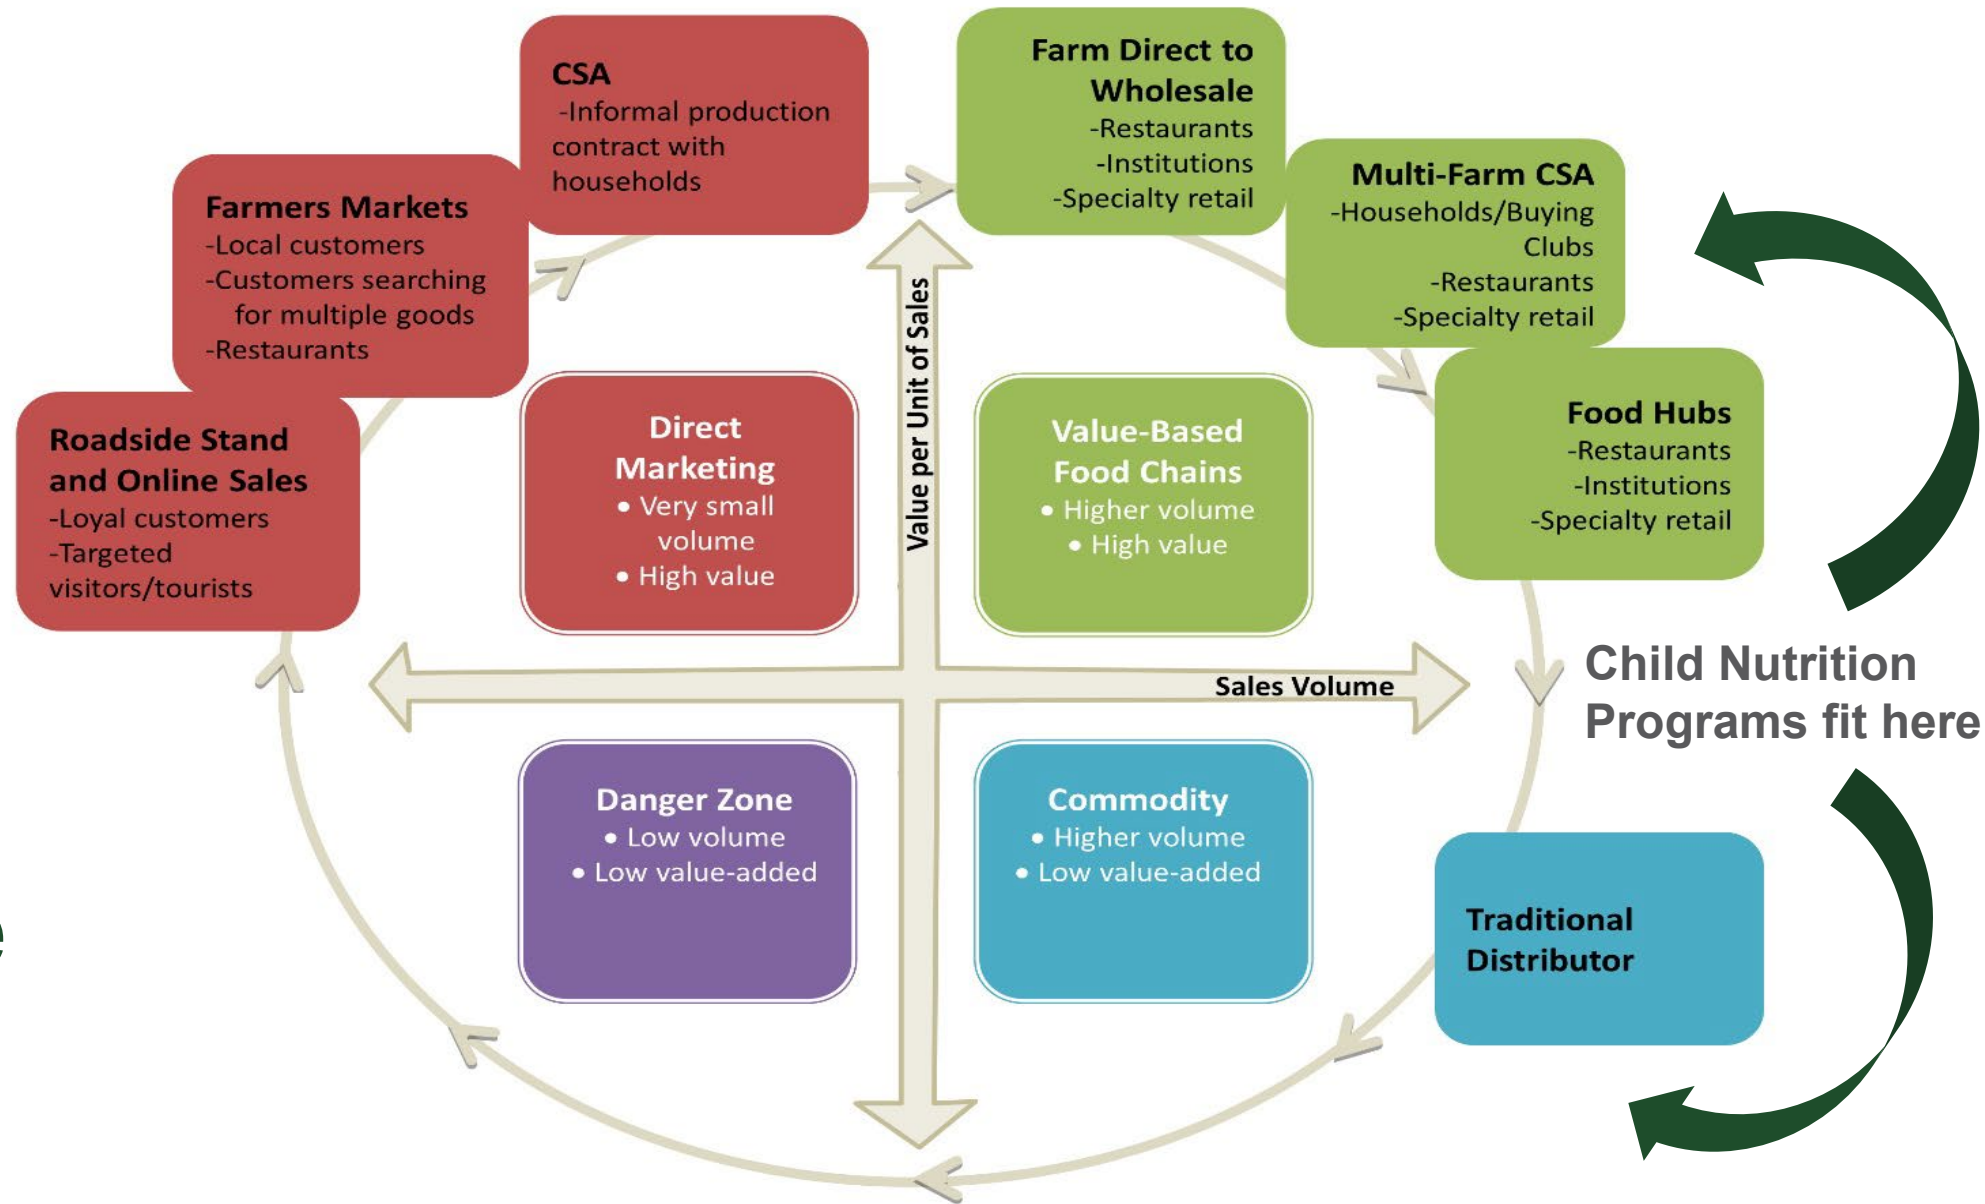 CSA
-Informal production
contract with
households
Farm Direct to
Wholesale
-Restaurants
-Institutions
-Specialty retail
Farmers Markets
-Local customers
-Customers searching
for multiple goods
-Restaurants
Multi-Farm CSA
-Households/Buying
Clubs
-Restaurants
-Specialty retail
Roadside Stand
and Online Sales
-Loyal customers
-Targeted
visitors/tourists
Direct
Marketing
• Very small
volume
• High value
Value per Unit of Sales
Value-Based
Food Chains
• Higher volume
• High value
Food Hubs
-Restaurants
-Institutions
-Specialty retail
Sales Volume
Child Nutrition
Programs fit here
Danger Zone
• Low volume
• Low value-added
Commodity
• Higher volume
• Low value-added
Traditional
Distributor